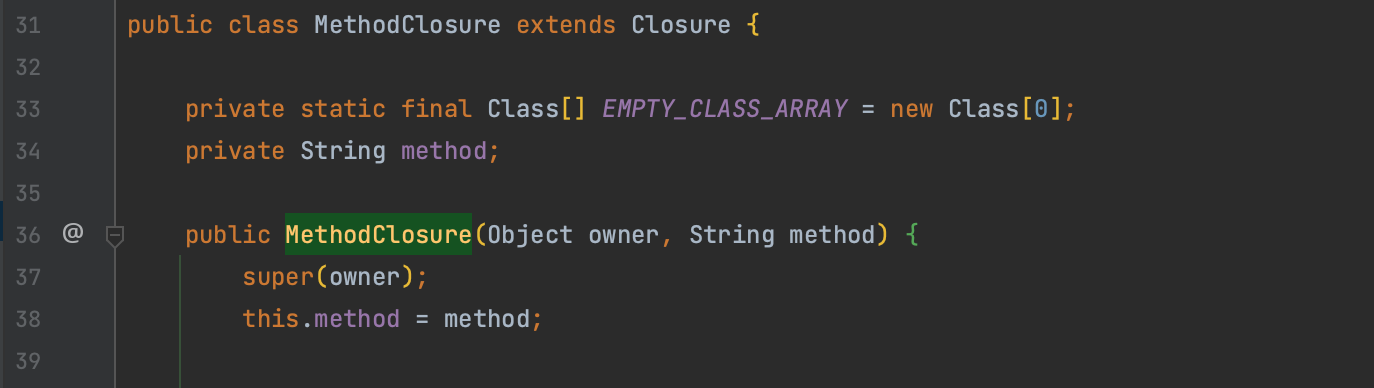 31 public class MethodClosure extends Closure {
32
33 private static final Class[] EMPTY_CLASS_ARRAY = new Class[0];
34 private String method;
35
36 @ public MethodClosure(Object owner, String method) {
37 super(owner);
38 this.method = method;
39